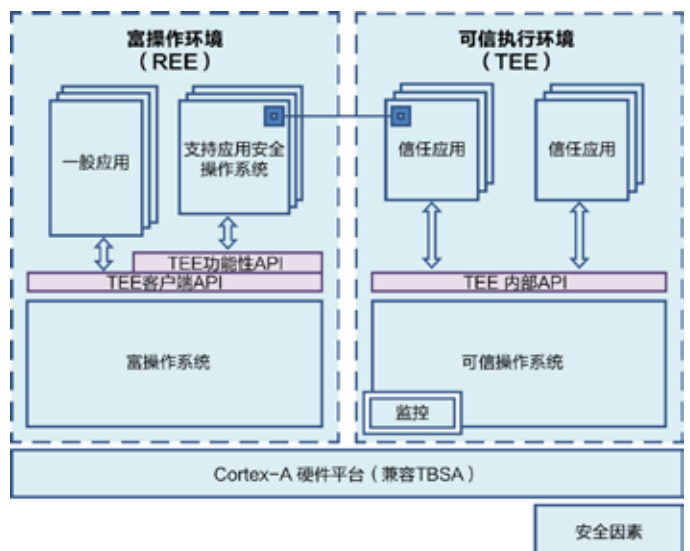 富操作环境
（REE）
一般应用
支持应用安全
操作系统
TEE功能性API
TEE客户端API
富操作系统
可信执行环境
（TEE）
信任应用
信任应用
TEE 内部API
可信操作系统
监控
Cortex-A 硬件平台（兼容TBSA）
安全因素